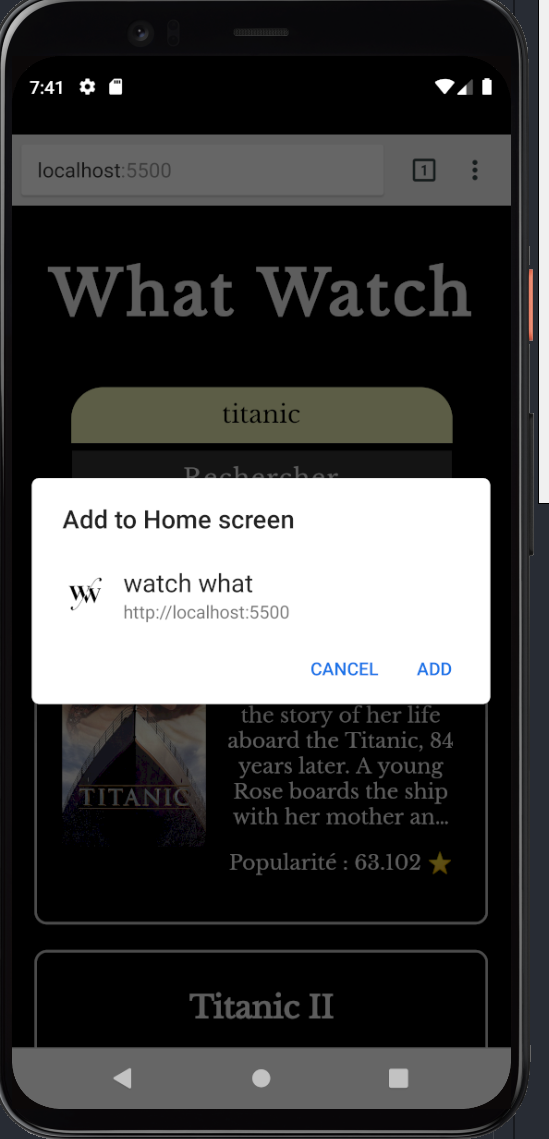 7:41
localhost:5500
1
What Watch
titanic
Rechercher
Add to Home screen
watch what
http://localhost:5500
CANCEL
ADD
the story of her life
aboard the Titanic, 84
years later. A young
Rose boards the ship
with her mother an...
TITANIC
Popularité : 63.102
Titanic II